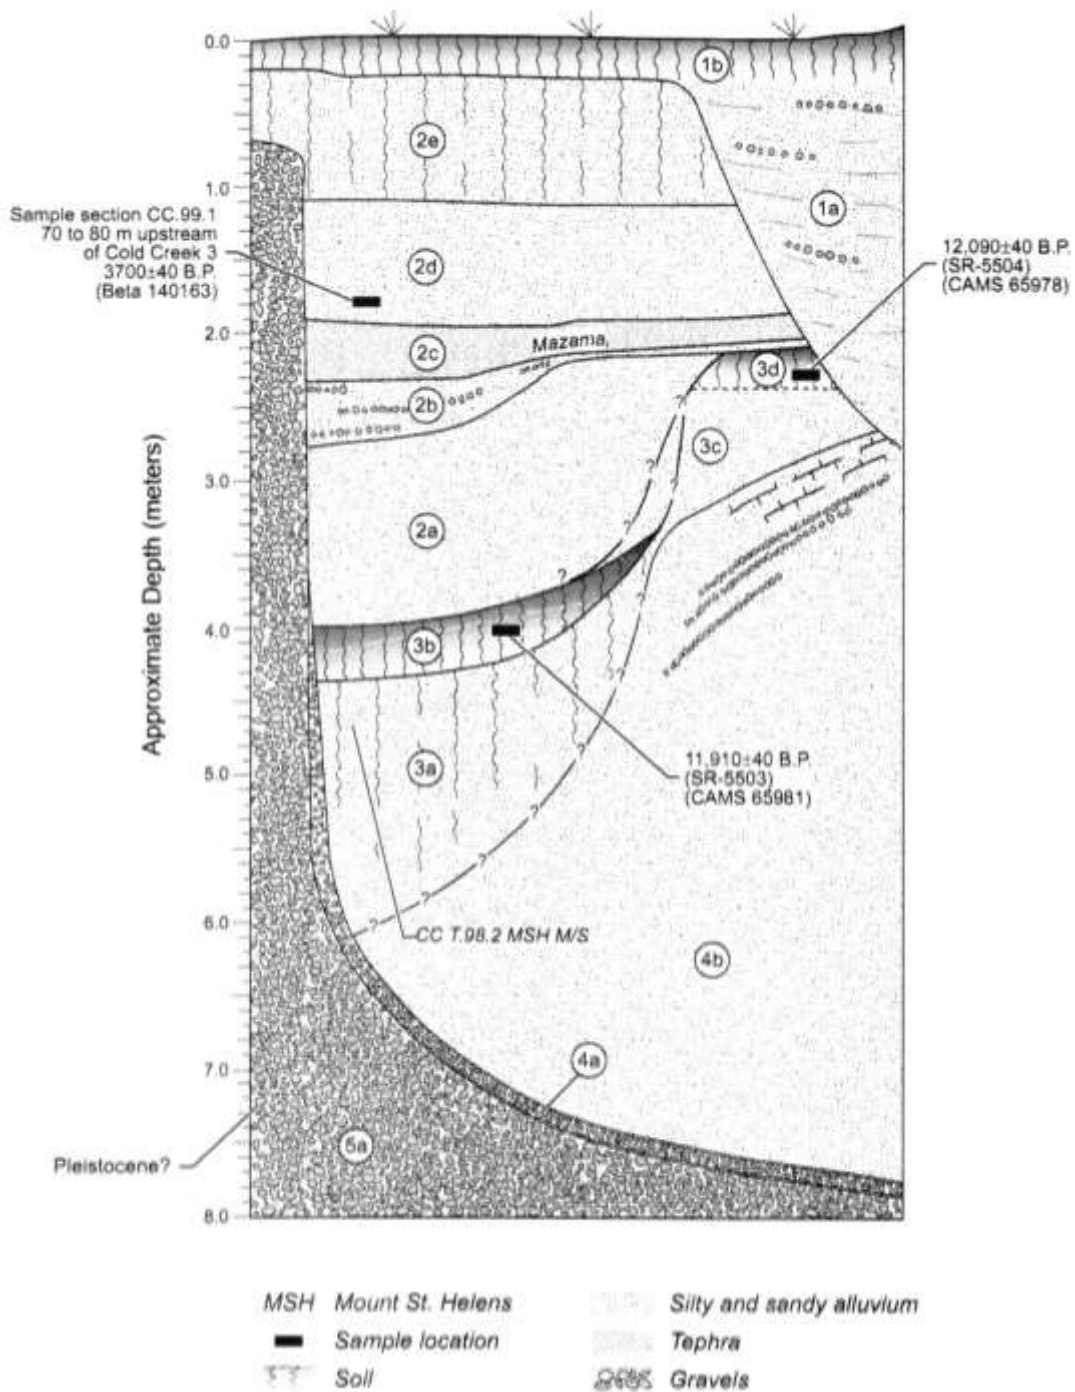 0.0
1b
2e
1.0
Sample section CC.99.1
70 to 80 m upstream
of Cold Creek 3
3700±40 B.P.
(Beta 140163)
1a
12,090±40 B.P.
(SR-5504)
(CAMS 65978)
2d
2.0
Mazama
2c
3d
2b
?
3c
3.0
?
2a
?
?
4.0
3b
??
?
3a
11,910±40 B.P.
(SR-5503)
(CAMS 65981)
5.0
?
?
?
6.0
?
CC T.98.2 MSH M/S
4b
7.0
4a
5a
Pleistocene?
8.0
Approximate Depth (meters)
MSH Mount St. Helens
Sample location
Soil
Silty and sandy alluvium
Tephra
Gravels